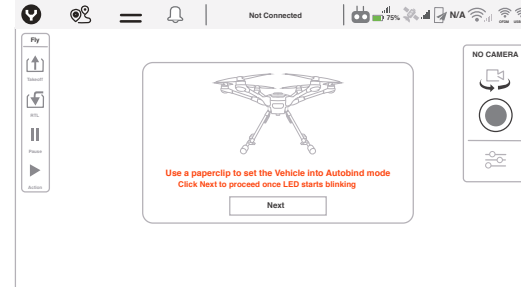 Not Connected
75%
N/A
Fly
Takeoff
RTL
Pause
Action
NO CAMERA
Use a paperclip to set the Vehicle into Autobind mode
Click Next to proceed once LED starts blinking
Next